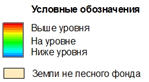 Условные обозначения
Выше уровня
На уровне
Ниже уровня
Земли не лесного фонда